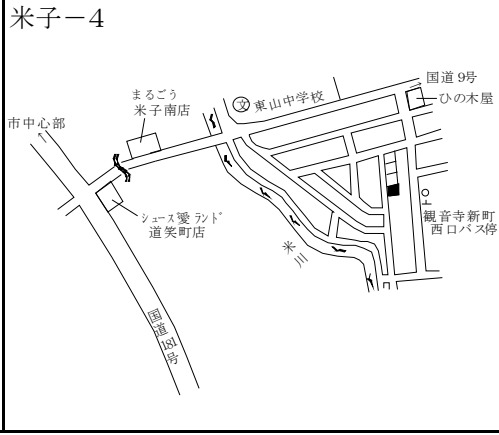 米子－4
国道9号
ひの木屋
まるごう
米子南店
文
東山中学校
市中心部
シューズ愛ランド
道笑町店
観音寺新町
西口バス停
米川
国道181号